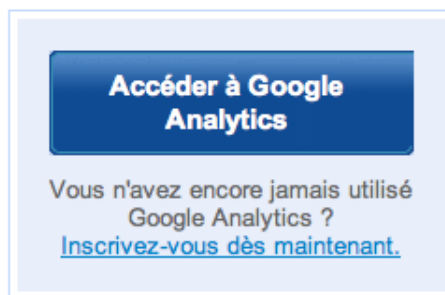 Accéder à Google
Analytics
Vous n'avez encore jamais utilisé
Google Analytics ?
Inscrivez-vous dès maintenant.